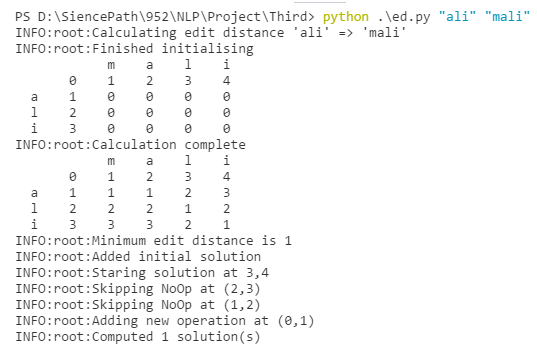 PS D:\SiencePath\952\NLP\Project\Third> python .\ed.py "ali" "mali"
INFO:root:Calculating edit distance 'ali' => 'mali'
INFO:root:Finished initialising
m a l i
0 1 2 3 4
a 1 0 0 0 0
l 2 0 0 0 0
i 3 0 0 0 0
INFO:root:Calculation complete
m a l i
0 1 2 3 4
a 1 1 1 2 3
l 2 2 2 1 2
i 3 3 3 2 1
INFO:root:Minimum edit distance is 1
INFO:root:Added initial solution
INFO:root:Staring solution at 3,4
INFO:root:Skipping NoOp at (2,3)
INFO:root:Skipping NoOp at (1,2)
INFO:root:Adding new operation at (0,1)
INFO:root:Computed 1 solution(s)